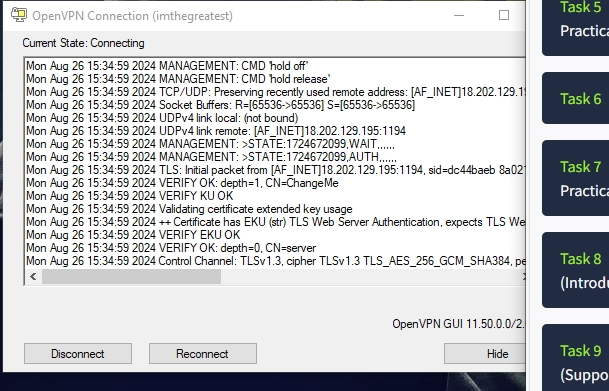 OpenVPN Connection (imthegreatest)
Current State: Connecting
Mon Aug 26 15:34:59 2024 MANAGEMENT: CMD 'hold off'
Mon Aug 26 15:34:59 2024 MANAGEMENT: CMD 'hold release'
Mon Aug 26 15:34:59 2024 TCP/UDP: Preserving recently used remote address: [AF_INET]18.202.129.19
Mon Aug 26 15:34:59 2024 Socket Buffers: R=[65536->65536] S=[65536->65536]
Mon Aug 26 15:34:59 2024 UDPv4 link local: (not bound)
Mon Aug 26 15:34:59 2024 UDPv4 link remote: [AF_INET]18.202.129.195:1194
Mon Aug 26 15:34:59 2024 MANAGEMENT: >STATE:1724672099,WAIT,,,,,,
Mon Aug 26 15:34:59 2024 MANAGEMENT: >STATE:1724672099,AUTH,,,,,,
Mon Aug 26 15:34:59 2024 TLS: Initial packet from [AF_INET]18.202.129.195:1194, sid=dc44baeb 8a02
Mon Aug 26 15:34:59 2024 VERIFY OK: depth=1, CN=ChangeMe
Mon Aug 26 15:34:59 2024 VERIFY KU OK
Mon Aug 26 15:34:59 2024 Validating certificate extended key usage
Mon Aug 26 15:34:59 2024 ++ Certificate has EKU (str) TLS Web Server Authentication, expects TLS We
Mon Aug 26 15:34:59 2024 VERIFY EKU OK
Mon Aug 26 15:34:59 2024 VERIFY OK: depth=0, CN=server
Mon Aug 26 15:34:59 2024 Control Channel: TLSv1.3, cipher TLSv1.3 TLS_AES_256_GCM_SHA384, pe
OpenVPN GUI 11.50.0.0/2.
Disconnect
Reconnect
Hide
Task 5
Practica
Task 6
Task 7
Practica
Task 8
(Introdu
Task 9
(Suppo